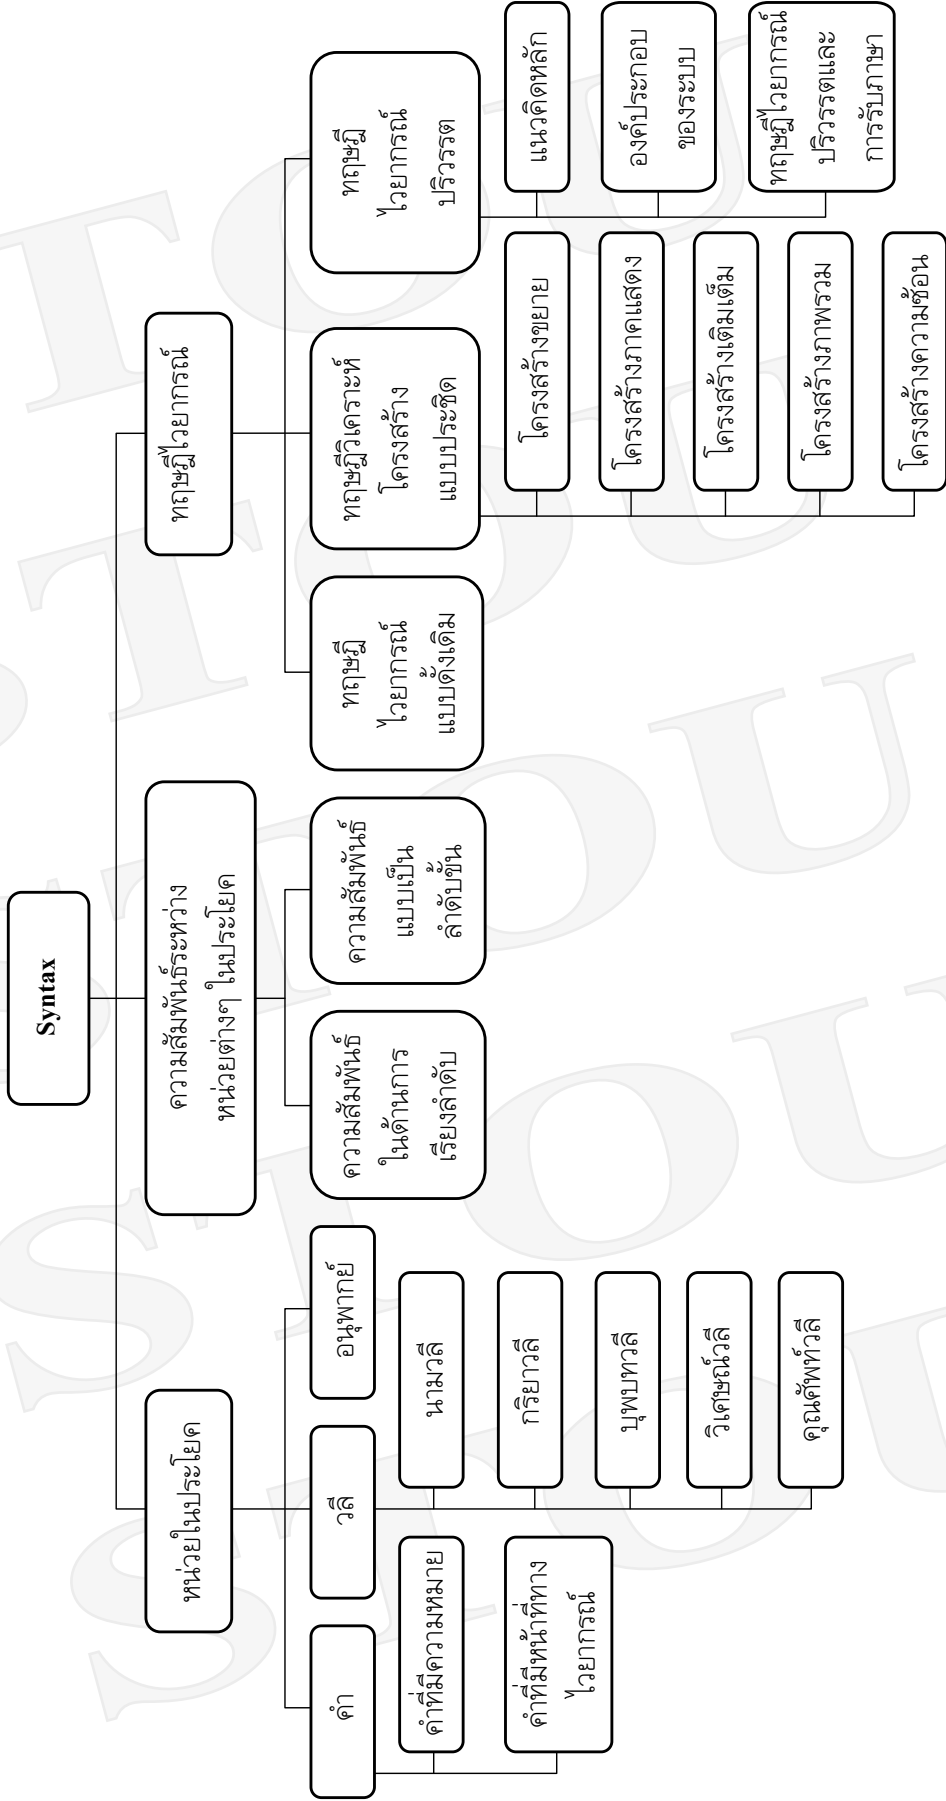 Syntax
หน่วยในประโยค
คำ
คำที่มีความหมาย
คำที่มีหน้าที่ทาง
ไวยากรณ์
วลี
นามวลี
กริยาวลี
บุพบทวลี
วิเศษณ์วลี
คุณศัพท์วลี
อนุพากย์
ความสัมพันธ์ระหว่าง
หน่วยต่างๆ ในประโยค
ความสัมพันธ์
ในด้านการ
เรียงลำดับ
ความสัมพันธ์
แบบเป็น
ลำดับขั้น
ทฤษฎีไวยากรณ์
ทฤษฎี
ไวยากรณ์
แบบดั้งเดิม
ทฤษฎีวิเคราะห์
โครงสร้าง
แบบประชิด
โครงสร้างขยาย
โครงสร้างภาคแสดง
โครงสร้างเติมเต็ม
โครงสร้างภาพรวม
โครงสร้างความซ้อน
ทฤษฎี
ไวยากรณ์
ปริวรรต
แนวคิดหลัก
องค์ประกอบ
ของระบบ
ทฤษฎีไวยากรณ์
ปริวรรตและ
การรับภาษา
STOU
STOU
STOU
STOU
STOU